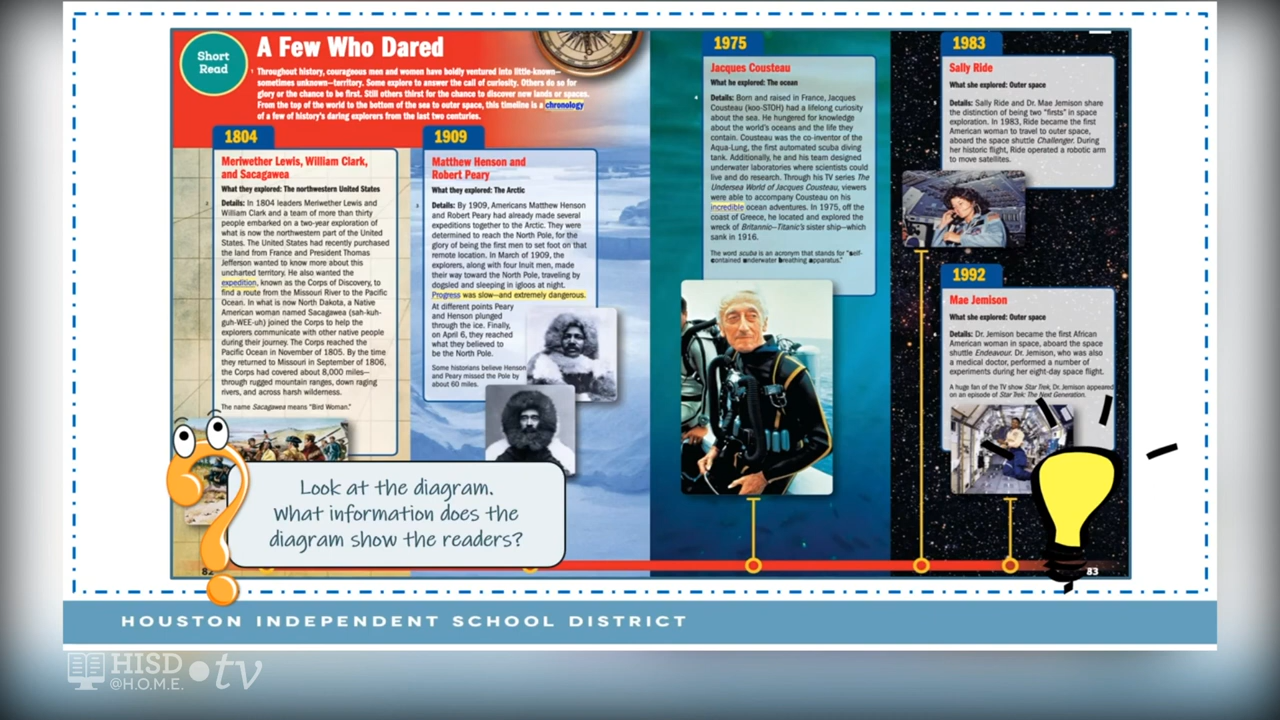 Short
Read
A Few Who Dared
Throughout history, courageous men and women have boldly ventured into little-known—
sometimes unknown—territory. Some explore to answer the call of curiosity. Others do so for
glory or the chance to be first. Still others thirst for the chance to discover new lands or spaces.
From the top of the world to the bottom of the sea to outer space, this timeline is a chronology
of a few of history's daring explorers from the last two centuries.
1804
Meriwether Lewis, William Clark,
and Sacagawea
What they explored: The northwestern United States
Details: In 1804 leaders Meriwether Lewis and
William Clark and a team of more than thirty
people embarked on a two-year exploration of
what is now the northwestern part of the United
States. The United States had recently purchased
the land from France and President Thomas
Jefferson wanted to know more about this
uncharted territory. He also wanted the
expedition, known as the Corps of Discovery, to
find a route from the Missouri River to the Pacific
Ocean. In what is now North Dakota, a Native
American woman named Sacagawea (sah-kuh-
guh-WEE-uh) joined the Corps to help the
explorers communicate with other native people
during their journey. The Corps reached the
Pacific Ocean in November of 1805. By the time
they returned to Missouri in September of 1806,
the Corps had covered about 8,000 miles—
through rugged mountain ranges, down raging
rivers, and across harsh wilderness.
The name Sacagawea means "Bird Woman."
1909
Matthew Henson and
Robert Peary
What they explored: The Arctic
Details: By 1909, Americans Matthew Henson
and Robert Peary had already made several
expeditions together to the Arctic. They were
determined to reach the North Pole, for the
glory of being the first men to set foot on that
remote location. In March of 1909, the
explorers, along with four Inuit men, made
their way toward the North Pole, traveling by
dogsled and sleeping in igloos at night.
Progress was slow—and extremely dangerous.
At different points Peary
and Henson plunged
through the ice. Finally,
on April 6, they reached
what they believed to
be the North Pole.
Some historians believe Henson
and Peary missed the Pole by
about 60 miles.
1975
Jacques Cousteau
What he explored: The ocean
4
Details: Born and raised in France, Jacques
Cousteau (koo-STOH) had a lifelong curiosity
about the sea. He hungered for knowledge
about the world's oceans and the life they
contain. Cousteau was the co-inventor of the
Aqua-Lung, the first automated scuba diving
tank. Additionally, he and his team designed
underwater laboratories where scientists could
live and do research. Through his TV series The
Undersea World of Jacques Cousteau, viewers
were able to accompany Cousteau on his
incredible ocean adventures. In 1975, off the
coast of Greece, he located and explored the
wreck of Britannic—Titanic's sister ship—which
sank in 1916.
The word scuba is an acronym that stands for "self-
contained underwater breathing apparatus."
1983
Sally Ride
What she explored: Outer space
Details: Sally Ride and Dr. Mae Jemison share
the distinction of being two "firsts" in space
exploration. In 1983, Ride became the first
American woman to travel to outer space,
aboard the space shuttle Challenger. During
her historic flight, Ride operated a robotic arm
to move satellites.
1992
Mae Jemison
What she explored: Outer space
Details: Dr. Jemison became the first African
American woman in space, aboard the space
shuttle Endeavour. Dr. Jemison, who was also
a medical doctor, performed a number of
experiments during her eight-day space flight.
A huge fan of the TV show Star Trek, Dr. Jemison appeared
on an episode of Star Trek: The Next Generation.
Look at the diagram.
What information does the
diagram show the readers?
83
HOUSTON INDEPENDENT SCHOOL DISTRICT
HISD
@H.O.M.E.
tv